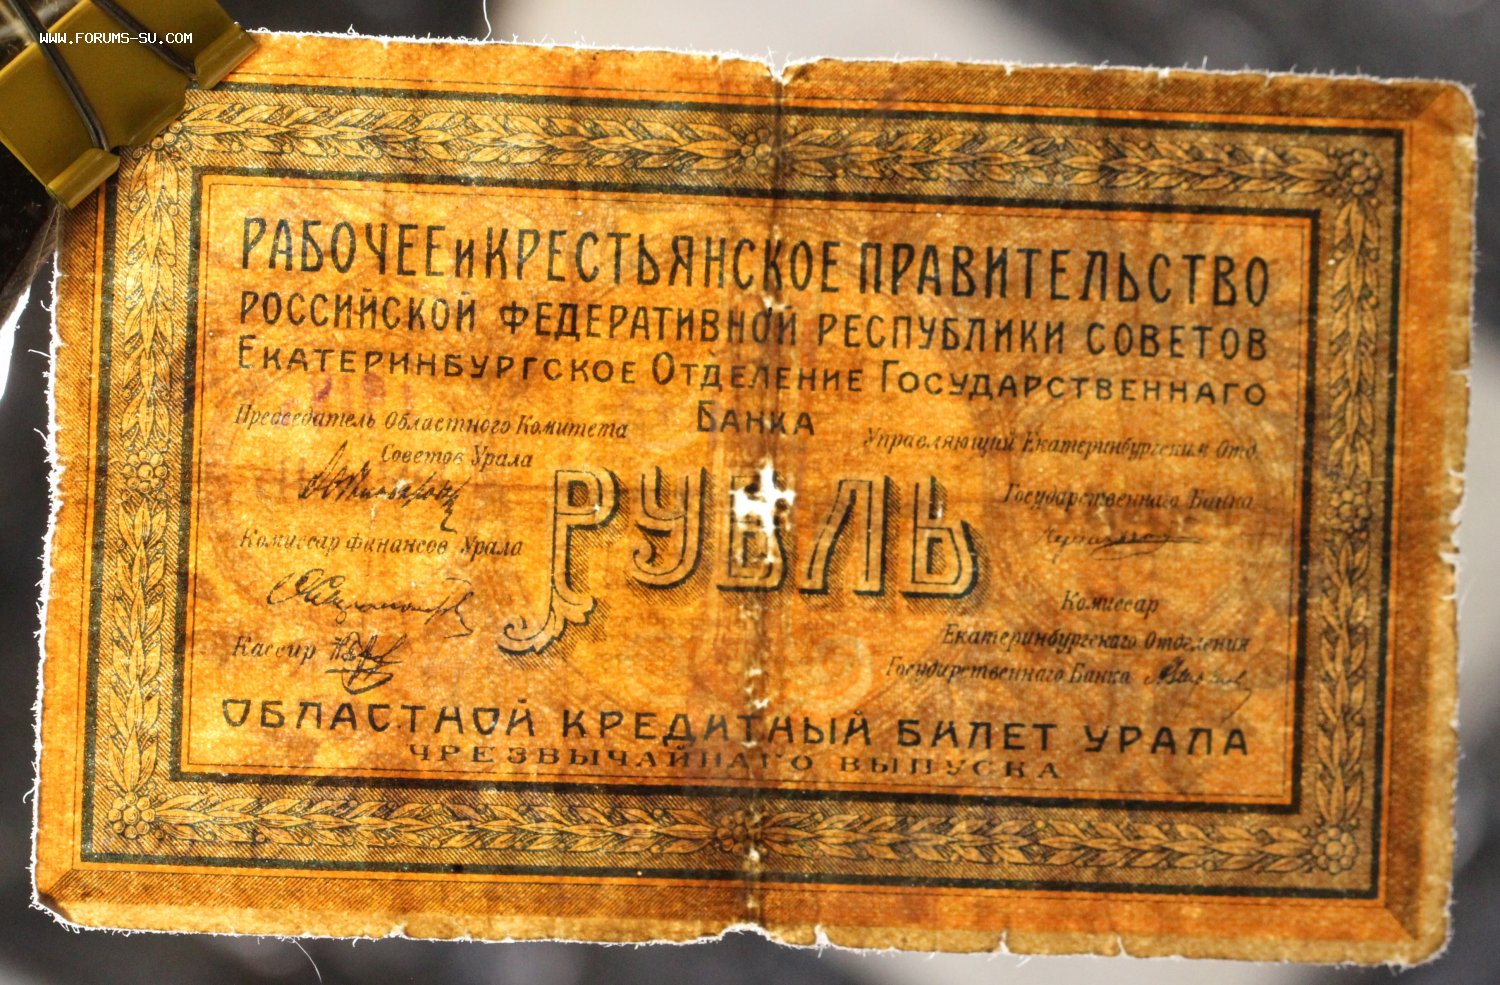 WWW.FORUMS-SU.COM
РАБОЧЕЕ и КРЕСТЬЯНСКОЕ ПРАВИТЕЛЬСТВО
РОССИЙСКОЙ ФЕДЕРАТИВНОЙ РЕСПУБЛИКИ СОВЕТОВ
ЕКАТЕРИНБУРГСКОЕ ОТДЕЛЕНИЕ ГОСУДАРСТВЕННАГО
БАНКА
Председатель Областного Комитета
Советов Урала
Комиссар финансов Урала
Кассир
РУБЛЬ
Управляющий Екатеринбургским Отд.
Государственнаго Банка
Комиссар
Екатеринбургскаго Отделения
Государственнаго Банка
ОБЛАСТНОЙ КРЕДИТНЫЙ БИЛЕТ УРАЛА
ЧРЕЗВЫЧАЙНАГО ВЫПУСКА